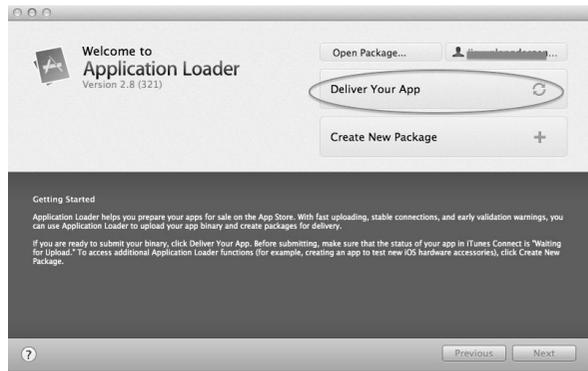 Welcome to
Application Loader
Version 2.8 (321)
Open Package...
...
Deliver Your App
Create New Package
Getting Started
Application Loader helps you prepare your apps for sale on the App Store. With fast uploading, stable connections, and early validation warnings, you
can use Application Loader to upload your app binary and create packages for delivery.
If you are ready to submit your binary, click Deliver Your App. Before submitting, make sure that the status of your app in iTunes Connect is "Waiting
for Upload." To access additional Application Loader functions (for example, creating an app to test new iOS hardware accessories), click Create New
Package.
?
Previous
Next